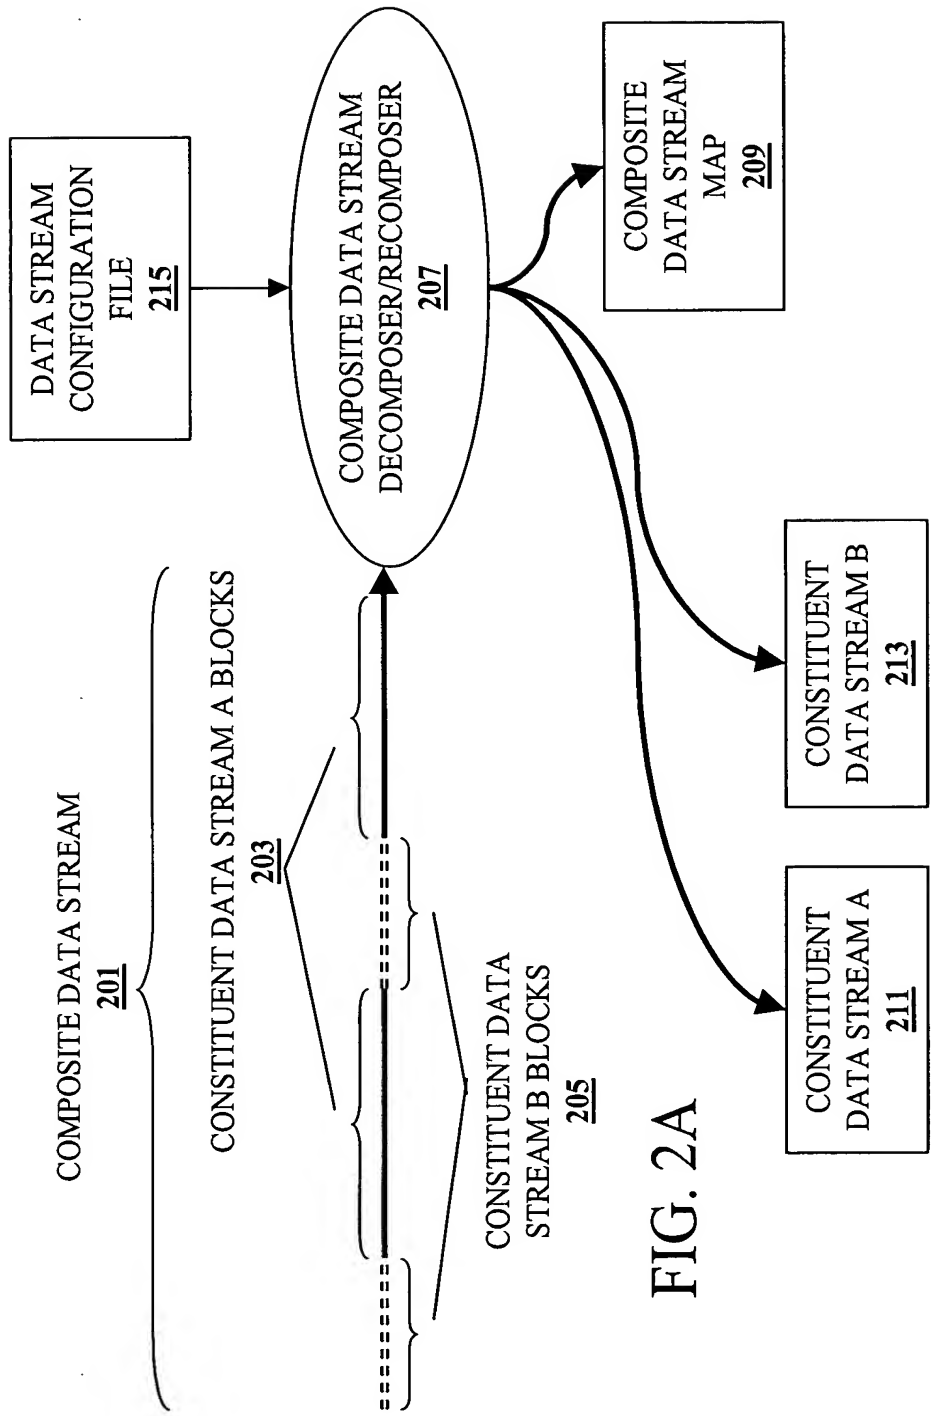 COMPOSITE DATA STREAM
201
CONSTITUENT DATA STREAM A BLOCKS
203
CONSTITUENT DATA
STREAM B BLOCKS
205
DATA STREAM
CONFIGURATION
FILE
215
COMPOSITE DATA STREAM
DECOMPOSER/RECOMPOSER
207
COMPOSITE
DATA STREAM
MAP
209
CONSTITUENT
DATA STREAM B
213
CONSTITUENT
DATA STREAM A
211
FIG. 2A